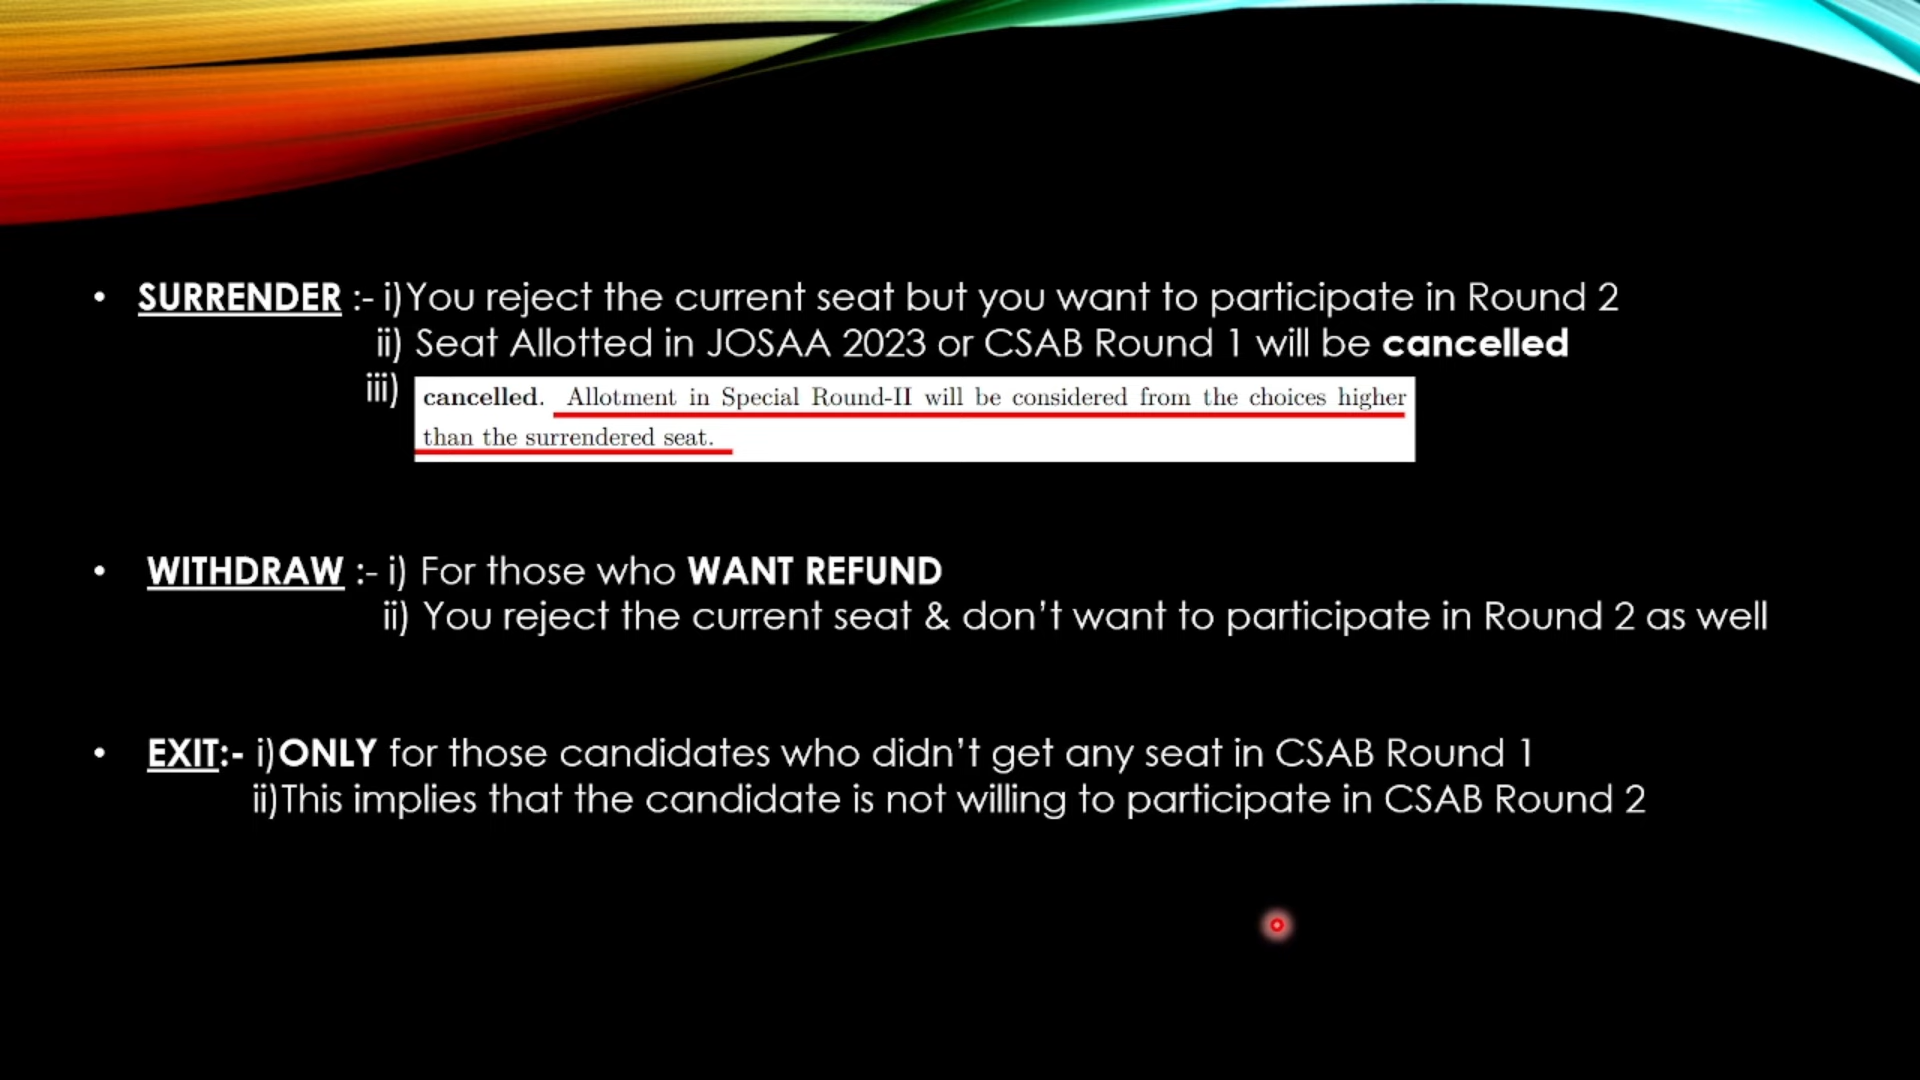 • SURRENDER :- i)You reject the current seat but you want to participate in Round 2
ii) Seat Allotted in JOSAA 2023 or CSAB Round 1 will be cancelled
iii) cancelled. Allotment in Special Round-II will be considered from the choices higher
than the surrendered seat.
• WITHDRAW :- i) For those who WANT REFUND
ii) You reject the current seat & don’t want to participate in Round 2 as well
• EXIT:- i)ONLY for those candidates who didn’t get any seat in CSAB Round 1
ii)This implies that the candidate is not willing to participate in CSAB Round 2